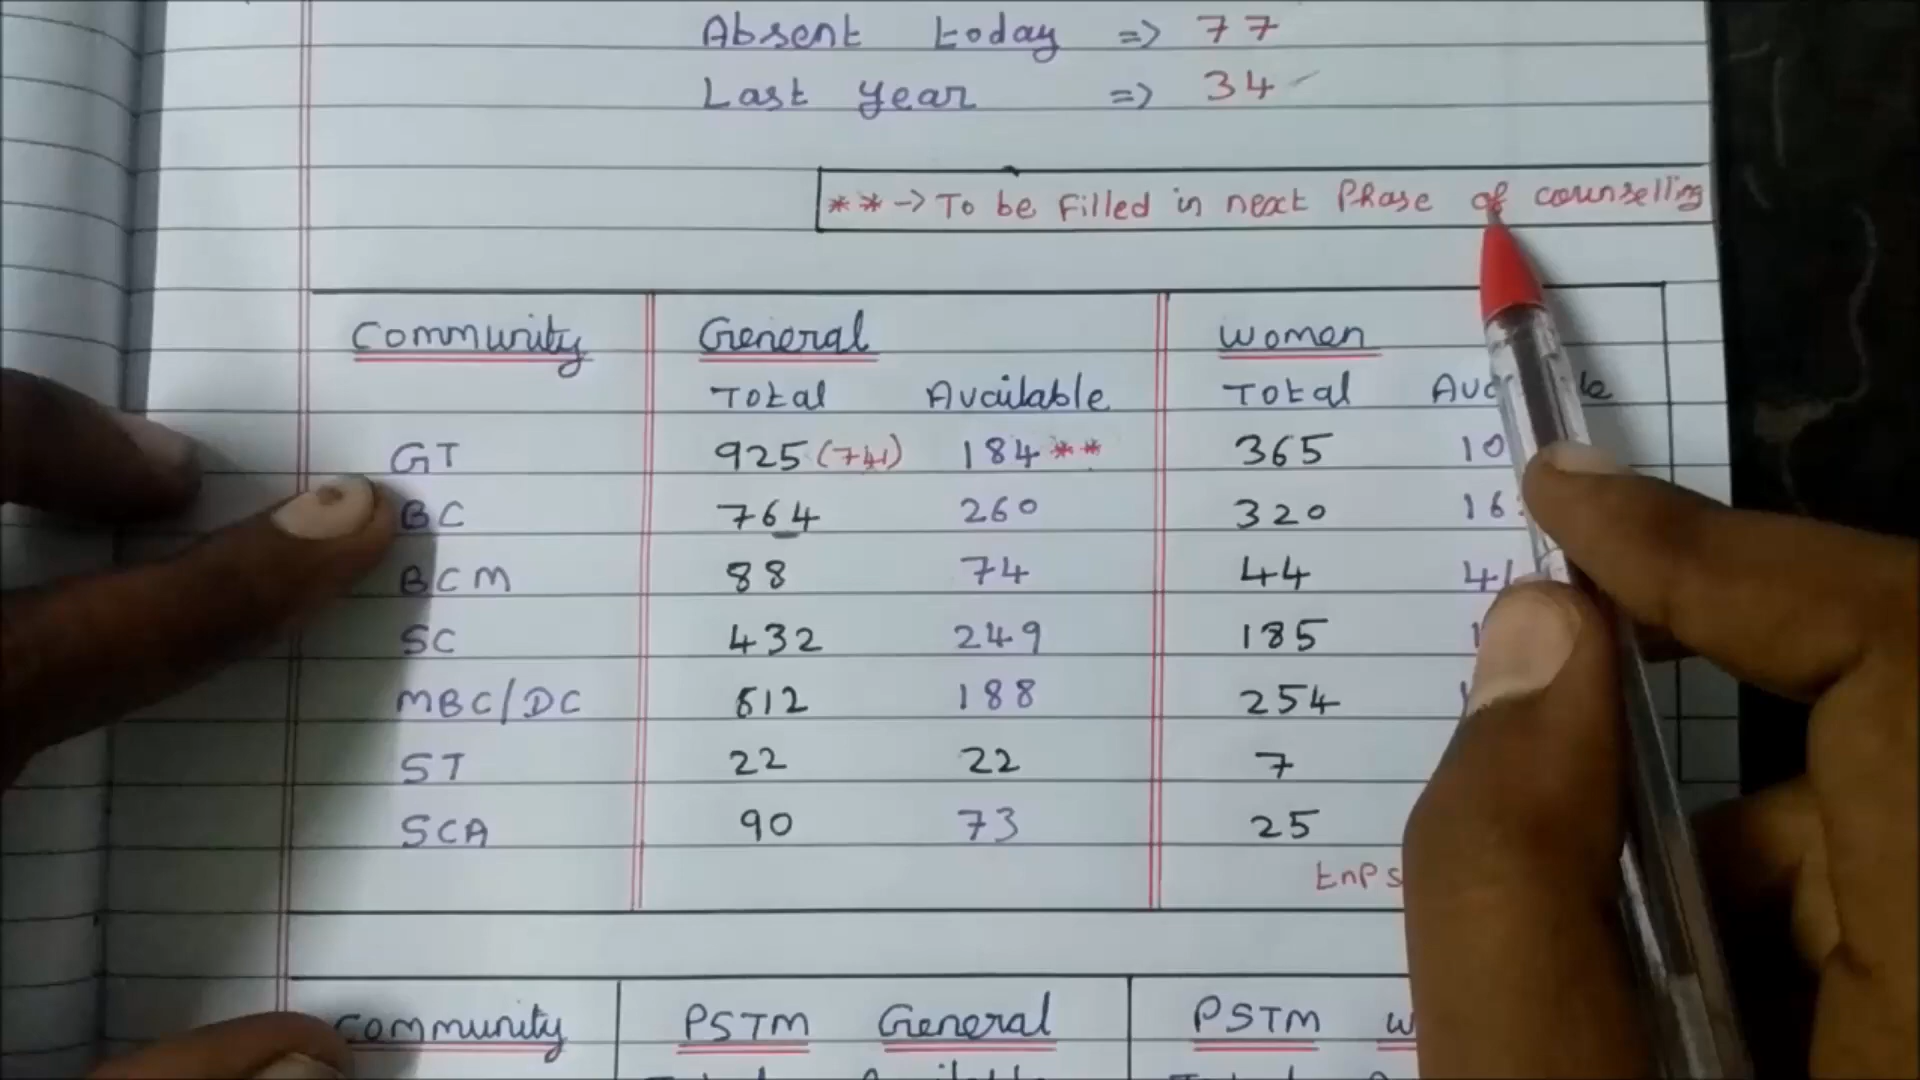 Absent today => 77
Last year => 34
** -> To be filled in next phase of counselling
Community General Women
Total Available Total
GT 925 (741) 184 ** 365
BC 764 260 320
BCM 88 74 44
SC 432 249 185
MBC/DC 612 188 254
ST 22 22 7
SCA 90 73 25
Community PSTM General PSTM